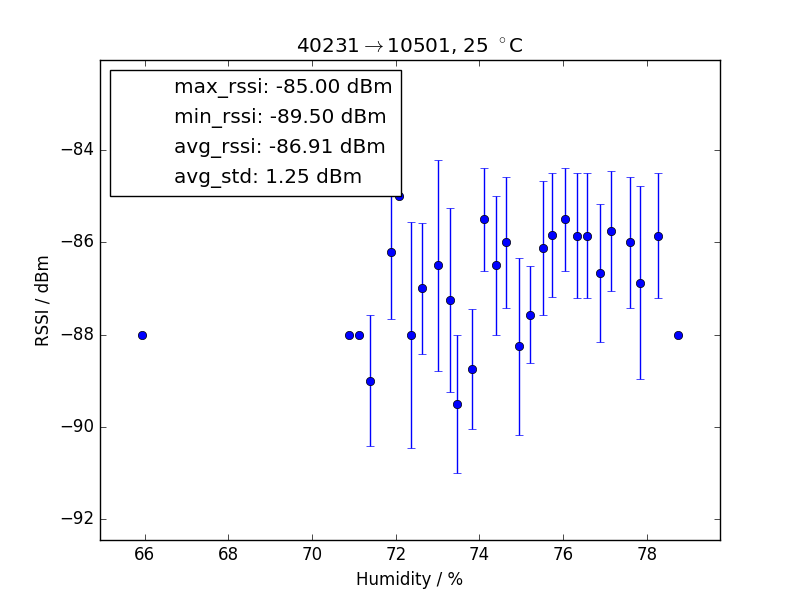 40231→10501, 25 °C
max_rssi: -85.00 dBm
min_rssi: -89.50 dBm
avg_rssi: -86.91 dBm
avg_std: 1.25 dBm
−84
−86
−88
−90
−92
RSSI / dBm
66 68 70 72 74 76 78
Humidity / %